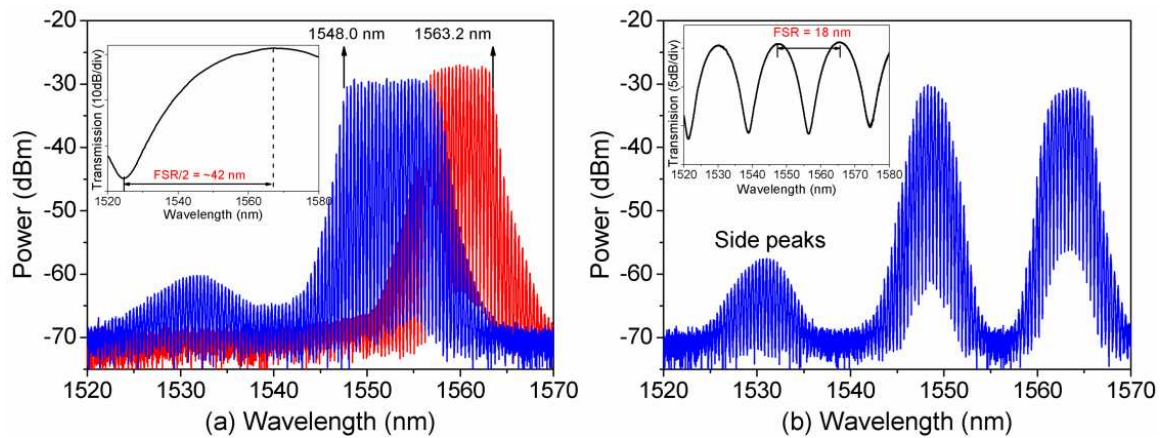 -20
-30
-40
-50
-60
-70
Power (dBm)
1520 1530 1540 1550 1560 1570
(a) Wavelength (nm)
1548.0 nm 1563.2 nm
Transmission (10dB/div)
FSR/2 = ~42 nm
1520 1530 1540 1550 1560 1570 1580
Wavelength (nm)
-20
-30
-40
-50
-60
-70
Power (dBm)
1520 1530 1540 1550 1560 1570
(b) Wavelength (nm)
Transmission (5dB/div)
FSR = 18 nm
1520 1530 1540 1550 1560 1570 1580
Wavelength (nm)
Side peaks